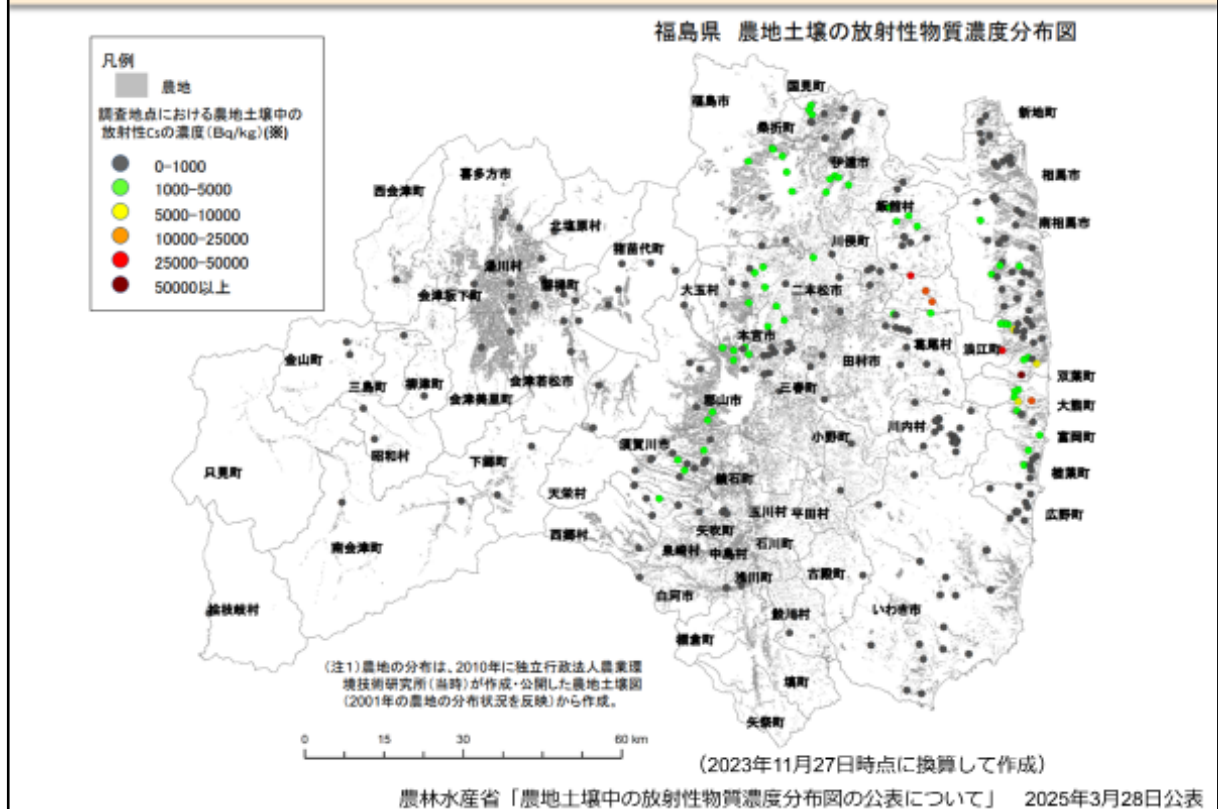 福島県 農地土壌の放射性物質濃度分布図
凡例
農地
調査地点における農地土壌中の
放射性Csの濃度(Bq/kg)(※)
0-1000
1000-5000
5000-10000
10000-25000
25000-50000
50000以上
国見町
福島市
新地町
桑折町
伊達市
喜多方市
相馬市
西会津町
飯舘村
南相馬市
北塩原村
川俣町
猪苗代町
湯川村
磐梯町
大玉村
二本松市
会津坂下町
本宮市
葛尾村
浪江町
金山町
田村市
双葉町
三島町
柳津町
会津若松市
三春町
会津美里町
郡山市
大熊町
川内村
小野町
富岡町
須賀川市
昭和村
下郷町
只見町
楢葉町
鏡石町
天栄村
玉川村
平田村
広野町
西郷村
矢吹町
石川町
南会津町
泉崎村
中島村
浅川町
古殿町
白河市
いわき市
檜枝岐村
鮫川村
棚倉町
塙町
矢祭町
(注1)農地の分布は、2010年に独立行政法人農業環
境技術研究所(当時)が作成・公開した農地土壌図
(2001年の農地の分布状況を反映)から作成。
0 15 30 60 km
(2023年11月27日時点に換算して作成)
農林水産省「農地土壌中の放射性物質濃度分布図の公表について」 2025年3月28日公表